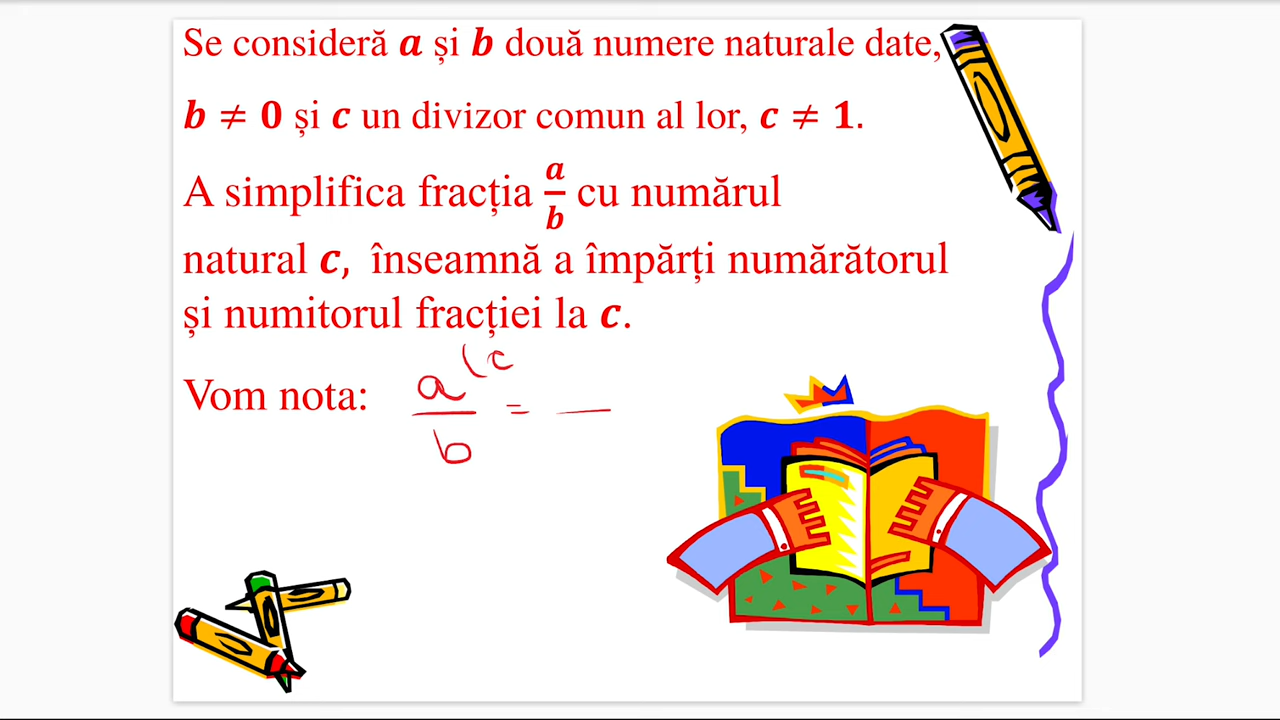 Se consideră a și b două numere naturale date,
b ≠ 0 și c un divizor comun al lor, c ≠ 1.
A simplifica fracția a/b cu numărul
natural c, înseamnă a împărți numărătorul
și numitorul fracției la c.
Vom nota: a^(c / b = —